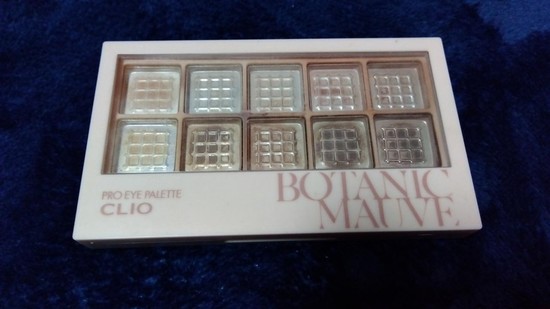 PRO EYE PALETTE
CLIO
BOTANIC
MAUVE